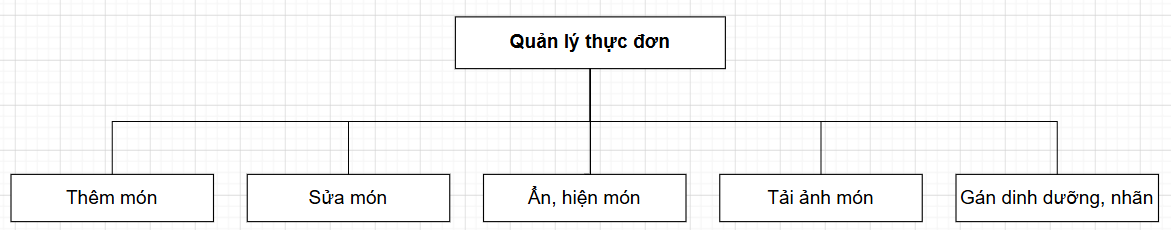 Quản lý thực đơn
Thêm món
Sửa món
Ẩn, hiện món
Tải ảnh món
Gán dinh dưỡng, nhãn